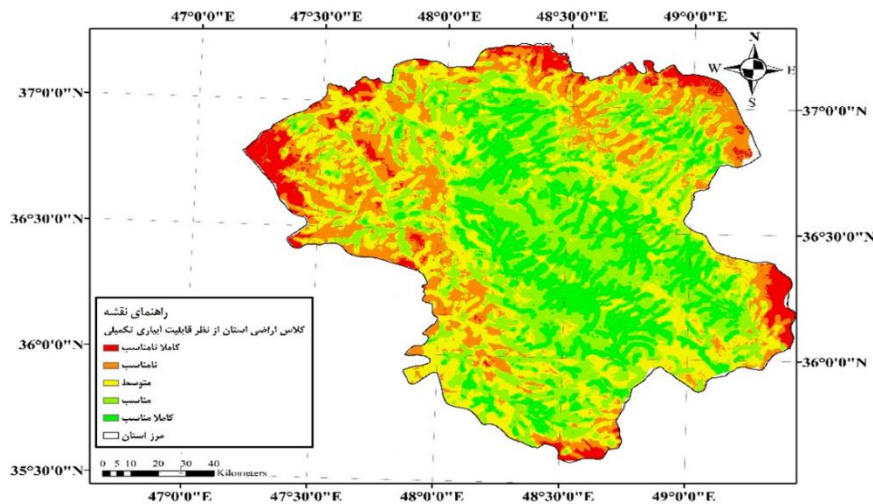 47°0'0"E 47°30'0"E 48°0'0"E 48°30'0"E 49°0'0"E
N
W E
S
37°0'0"N 37°0'0"N
36°30'0"N 36°30'0"N
36°0'0"N 36°0'0"N
35°30'0"N
راهنمای نقشه
کلاس اراضی استان از نظر قابلیت ابیاری تکمیلی
کاملا نامناسب
نامناسب
متوسط
مناسب
کاملا مناسب
مرز استان
0 5 10 20 30 40
Kilometers
47°0'0"E 47°30'0"E 48°0'0"E 48°30'0"E 49°0'0"E